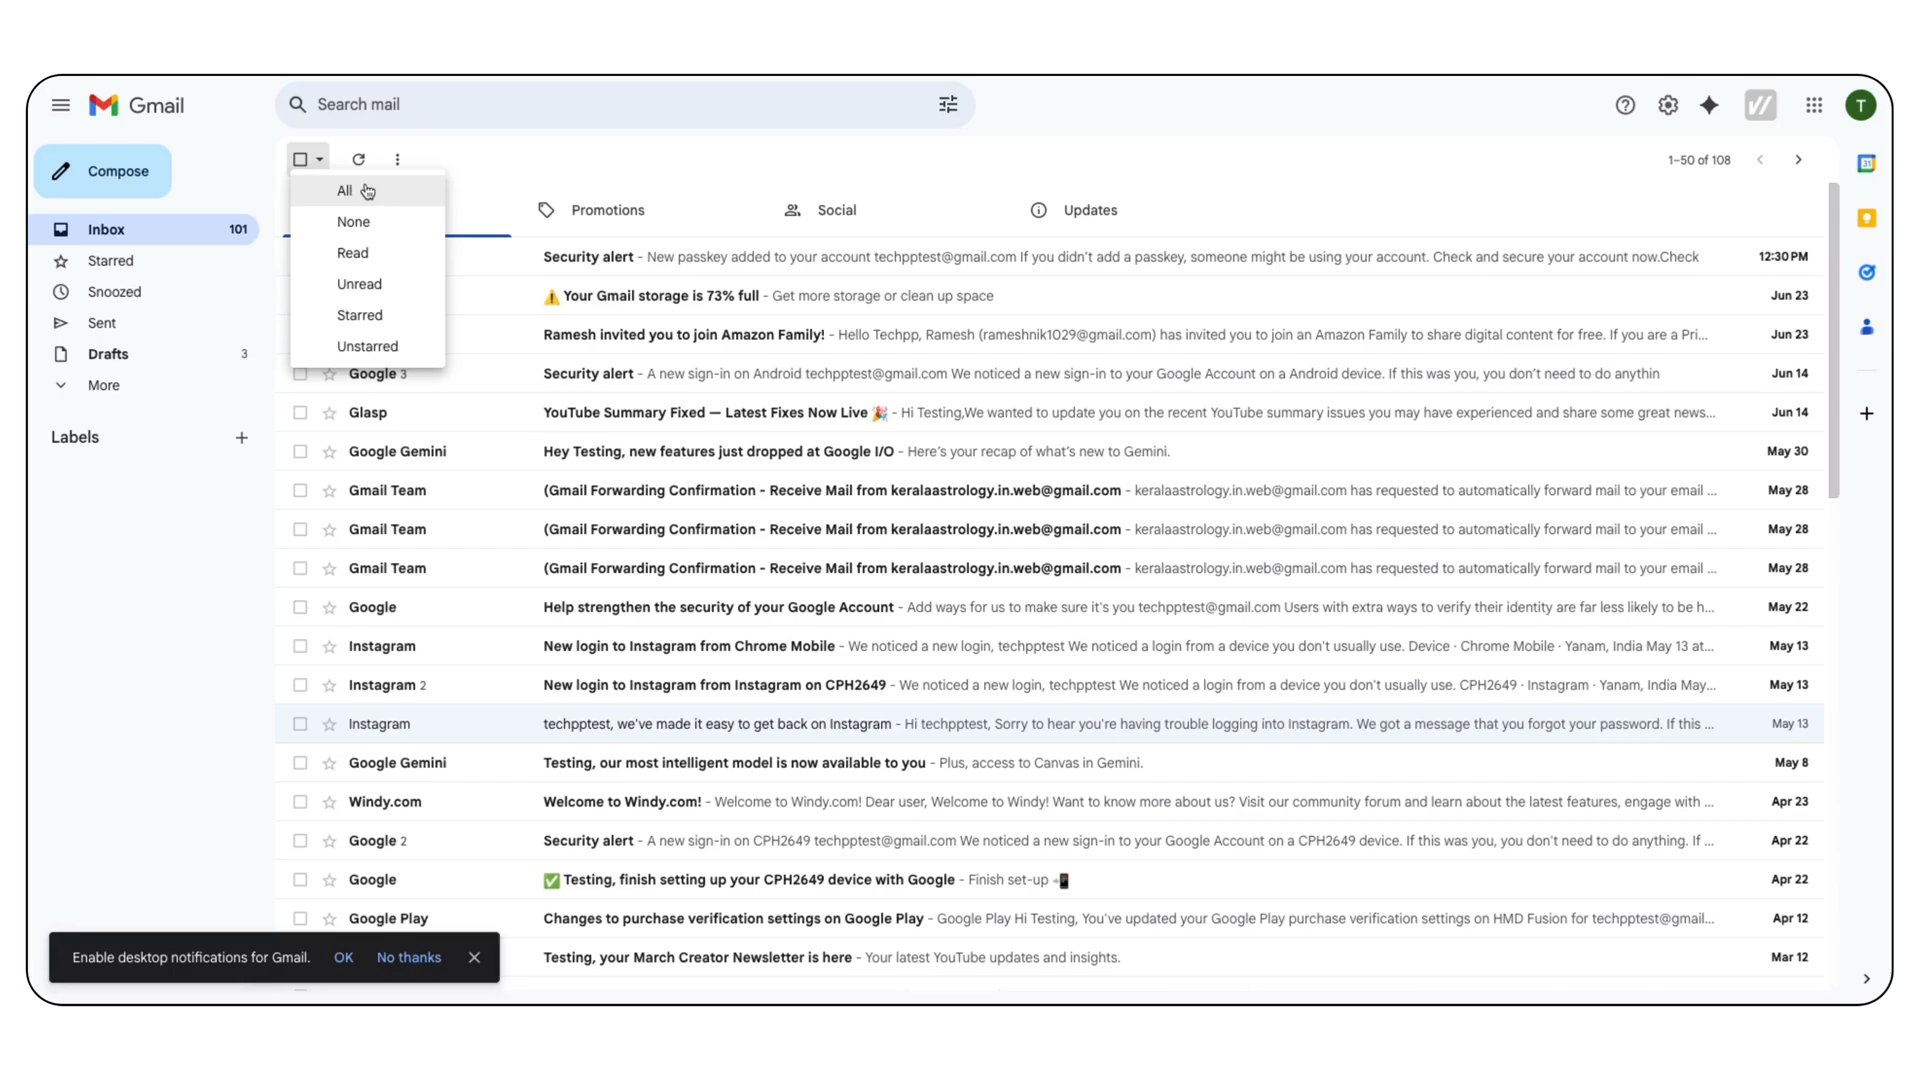 Gmail
Search mail
T
Compose
1–50 of 108
31
All
None
Read
Unread
Starred
Unstarred
Promotions
Social
Updates
Inbox 101
Starred
Snoozed
Sent
Drafts 3
More
Labels
Security alert - New passkey added to your account techpptest@gmail.com If you didn't add a passkey, someone might be using your account. Check and secure your account now.Check 12:30 PM
Your Gmail storage is 73% full - Get more storage or clean up space Jun 23
Ramesh invited you to join Amazon Family! - Hello Techpp, Ramesh (rameshnik1029@gmail.com) has invited you to join an Amazon Family to share digital content for free. If you are a Pri... Jun 23
Google 3 Security alert - A new sign-in on Android techpptest@gmail.com We noticed a new sign-in to your Google Account on a Android device. If this was you, you don't need to do anythin Jun 14
Glasp YouTube Summary Fixed — Latest Fixes Now Live 🎉 - Hi Testing,We wanted to update you on the recent YouTube summary issues you may have experienced and share some great news... Jun 14
Google Gemini Hey Testing, new features just dropped at Google I/O - Here's your recap of what's new to Gemini. May 30
Gmail Team (Gmail Forwarding Confirmation - Receive Mail from keralaastrology.in.web@gmail.com - keralaastrology.in.web@gmail.com has requested to automatically forward mail to your email ... May 28
Gmail Team (Gmail Forwarding Confirmation - Receive Mail from keralaastrology.in.web@gmail.com - keralaastrology.in.web@gmail.com has requested to automatically forward mail to your email ... May 28
Gmail Team (Gmail Forwarding Confirmation - Receive Mail from keralaastrology.in.web@gmail.com - keralaastrology.in.web@gmail.com has requested to automatically forward mail to your email ... May 28
Google Help strengthen the security of your Google Account - Add ways for us to make sure it's you techpptest@gmail.com Users with extra ways to verify their identity are far less likely to be h... May 22
Instagram New login to Instagram from Chrome Mobile - We noticed a new login, techpptest We noticed a login from a device you don't usually use. Device · Chrome Mobile · Yanam, India May 13 at... May 13
Instagram 2 New login to Instagram from Instagram on CPH2649 - We noticed a new login, techpptest We noticed a login from a device you don't usually use. CPH2649 · Instagram · Yanam, India May... May 13
Instagram techpptest, we've made it easy to get back on Instagram - Hi techpptest, Sorry to hear you're having trouble logging into Instagram. We got a message that you forgot your password. If this ... May 13
Google Gemini Testing, our most intelligent model is now available to you - Plus, access to Canvas in Gemini. May 8
Windy.com Welcome to Windy.com! - Welcome to Windy.com! Dear user, Welcome to Windy! Want to know more about us? Visit our community forum and learn about the latest features, engage with ... Apr 23
Google 2 Security alert - A new sign-in on CPH2649 techpptest@gmail.com We noticed a new sign-in to your Google Account on a CPH2649 device. If this was you, you don't need to do anything. If ... Apr 22
Google ✅ Testing, finish setting up your CPH2649 device with Google - Finish set-up 📲 Apr 22
Google Play Changes to purchase verification settings on Google Play - Google Play Hi Testing, You've updated your Google Play purchase verification settings on HMD Fusion for techpptest@gmail... Apr 12
Testing, your March Creator Newsletter is here - Your latest YouTube updates and insights. Mar 12
Enable desktop notifications for Gmail. OK No thanks